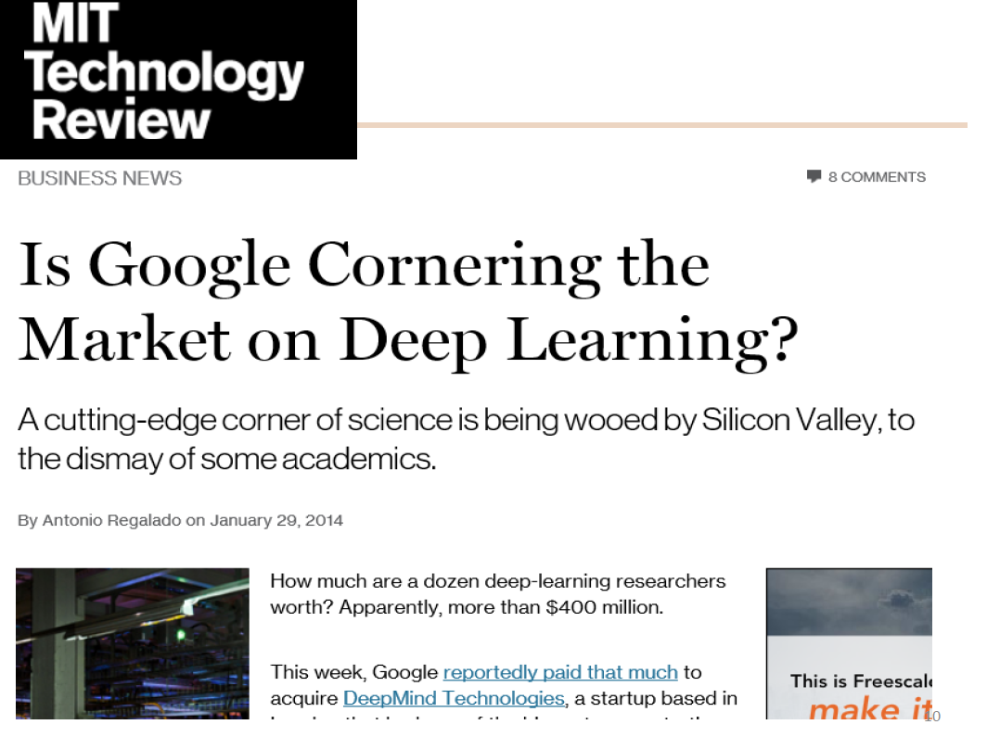 MIT
Technology
Review
BUSINESS NEWS
8 COMMENTS
Is Google Cornering the
Market on Deep Learning?
A cutting-edge corner of science is being wooed by Silicon Valley, to
the dismay of some academics.
By Antonio Regalado on January 29, 2014
How much are a dozen deep-learning researchers
worth? Apparently, more than $400 million.
This week, Google reportedly paid that much to
acquire DeepMind Technologies, a startup based in
This is Freescale
make it
10